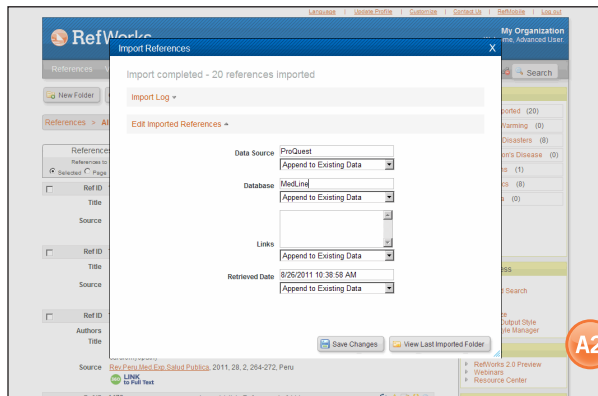 Language | Update Profile | Customize | Contact Us | RefMobile | Log out
RefWorks
My Organization
Advanced User.
Import References X
References
Search
Import completed - 20 references imported
New Folder
Import Log
(20)
References > Edit Imported References
Warming (0)
Disasters (8)
Disease (0)
(1)
(8)
(0)
References
References to
Selected Page
Data Source ProQuest
Append to Existing Data
Database MedLine
Append to Existing Data
Ref ID
Title
Source
Links
Append to Existing Data
Ref ID
Title
Source
Retrieved Date 8/26/2011 10:38:58 AM
Append to Existing Data
Search
Ref ID
Authors
Title
Output Style
Style Manager
A2
Save Changes View Last Imported Folder
Source Rev.Peru.Med.Exp.Salud Publica, 2011, 28, 2, 264-272, Peru
LINK
to Full Text
RefWorks 2.0 Preview
Webinars
Resource Center